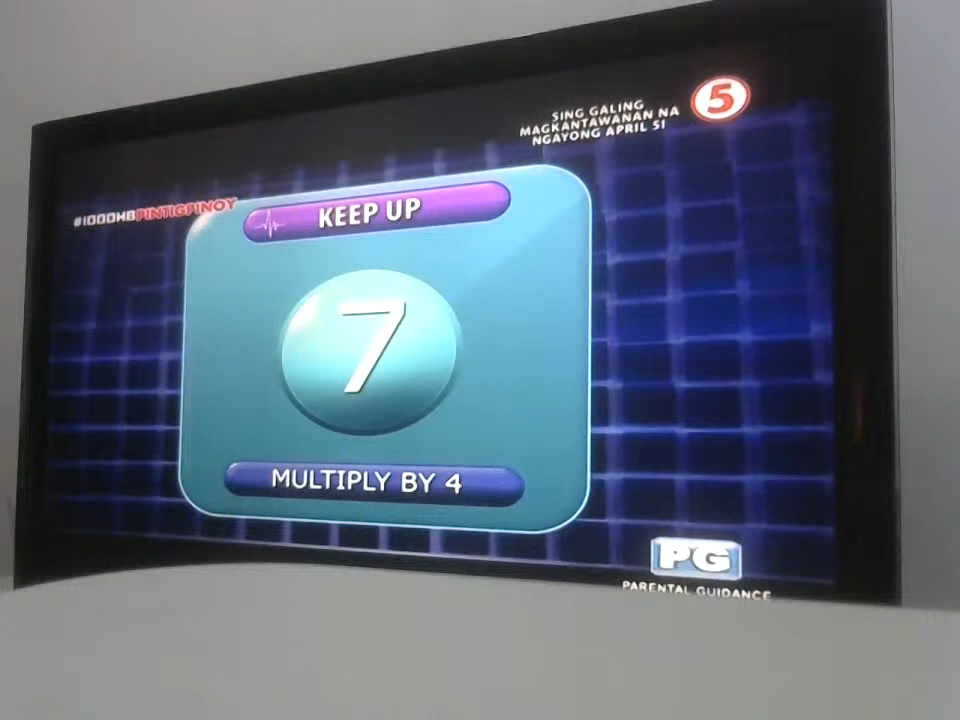 SING GALING
MAGKANTAWANAN NA
NGAYONG APRIL 5!
5
#1000HBPINTIGPINOY
KEEP UP
7
MULTIPLY BY 4
PG
PARENTAL GUIDANCE